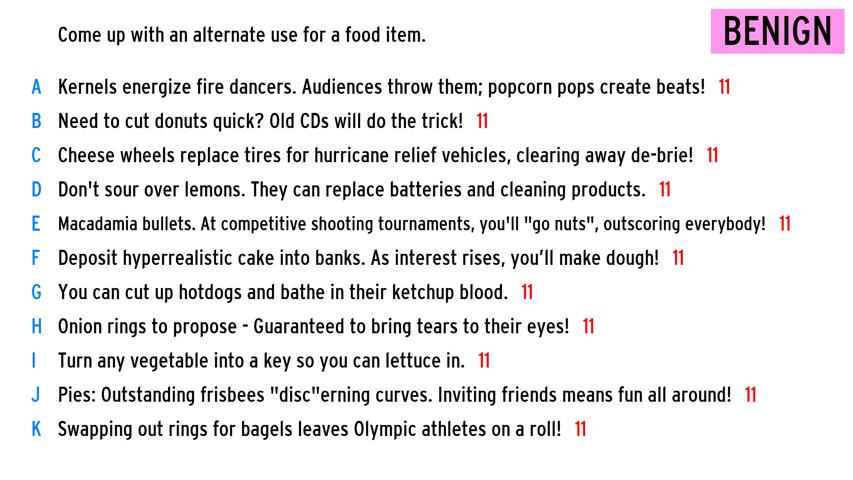 Come up with an alternate use for a food item.
BENIGN
A Kernels energize fire dancers. Audiences throw them; popcorn pops create beats! 11
B Need to cut donuts quick? Old CDs will do the trick! 11
C Cheese wheels replace tires for hurricane relief vehicles, clearing away de-brie! 11
D Don't sour over lemons. They can replace batteries and cleaning products. 11
E Macadamia bullets. At competitive shooting tournaments, you'll "go nuts", outscoring everybody! 11
F Deposit hyperrealistic cake into banks. As interest rises, you’ll make dough! 11
G You can cut up hotdogs and bathe in their ketchup blood. 11
H Onion rings to propose - Guaranteed to bring tears to their eyes! 11
I Turn any vegetable into a key so you can lettuce in. 11
J Pies: Outstanding frisbees "disc"erning curves. Inviting friends means fun all around! 11
K Swapping out rings for bagels leaves Olympic athletes on a roll! 11